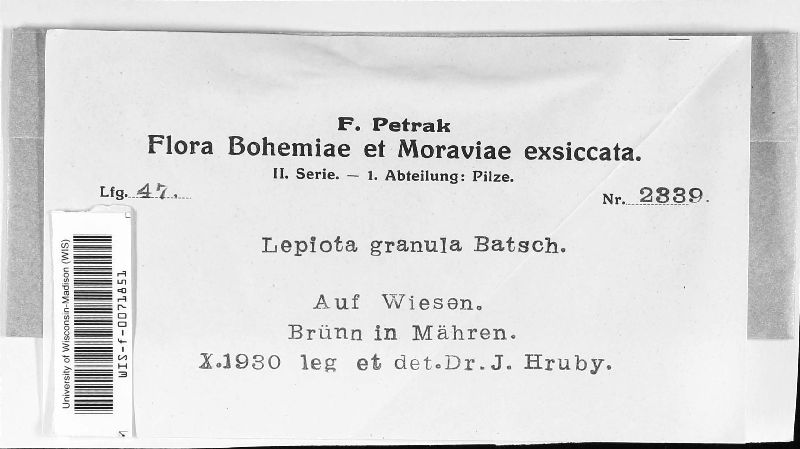 F. Petrak
Flora Bohemiae et Moraviae exsiccata.
II. Serie. — 1. Abteilung: Pilze.
Lfg. 47.
Nr. 2339.
Lepiota granula Batsch.
Auf Wiesen.
Brünn in Mähren.
X.1930 leg et det.Dr.J. Hruby.
University of Wisconsin-Madison (WIS)
WIS-f-0071851